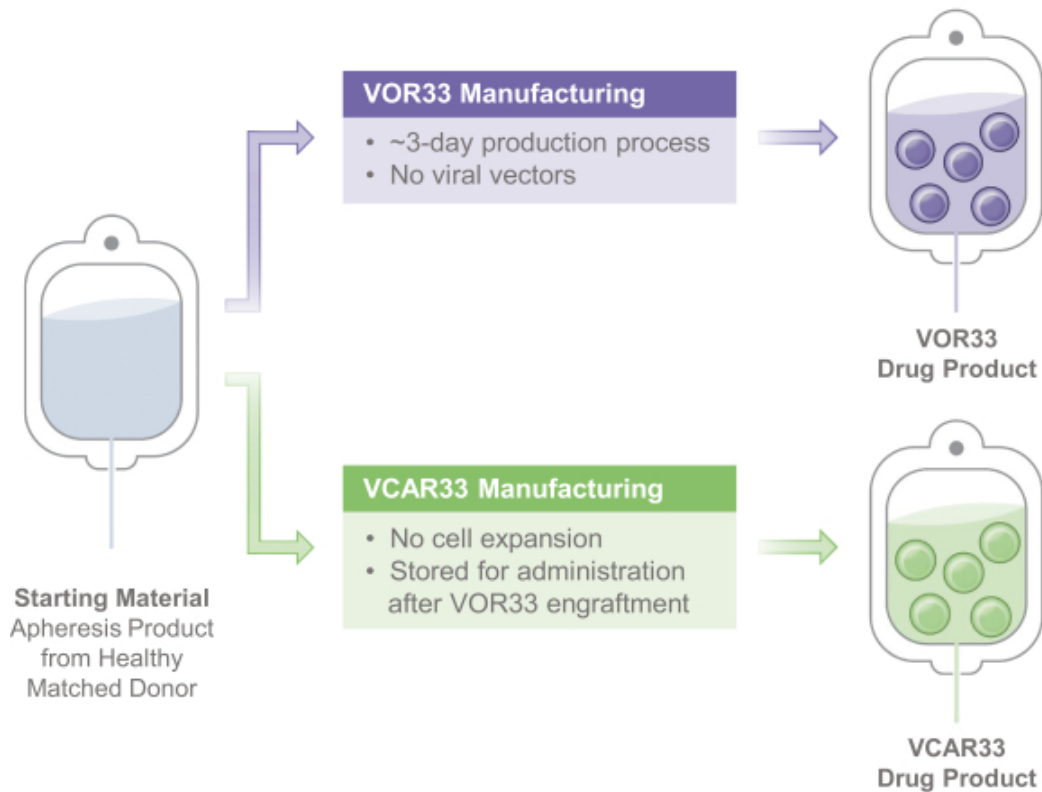 VOR33 Manufacturing
• ~3-day production process
• No viral vectors
VOR33
Drug Product
Starting Material
Apheresis Product
from Healthy
Matched Donor
VCAR33 Manufacturing
• No cell expansion
• Stored for administration
after VOR33 engraftment
VCAR33
Drug Product